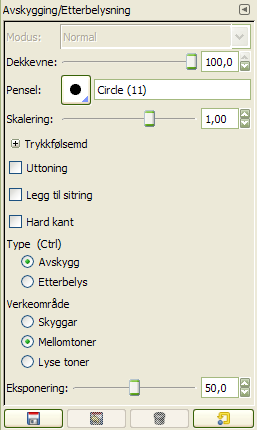 Avskygging/Etterbelysning
Modus: Normal
Dekkevne: 100,0
Pensel: Circle (11)
Skalering: 1,00
Trykkfølsemd
Uttoning
Legg til sitring
Hard kant
Type (Ctrl)
Avskygg
Etterbelys
Verkeområde
Skyggar
Mellomtoner
Lyse toner
Eksponering: 50,0